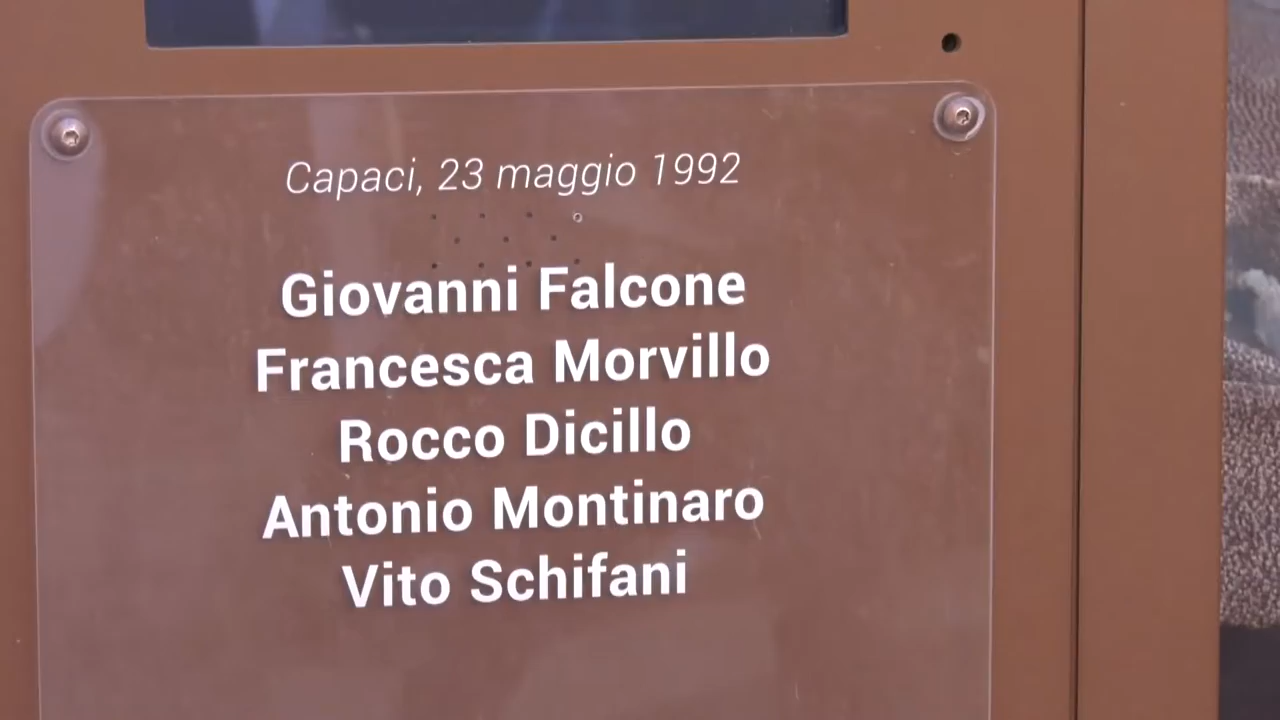 Capaci, 23 maggio 1992
Giovanni Falcone
Francesca Morvillo
Rocco Dicillo
Antonio Montinaro
Vito Schifani